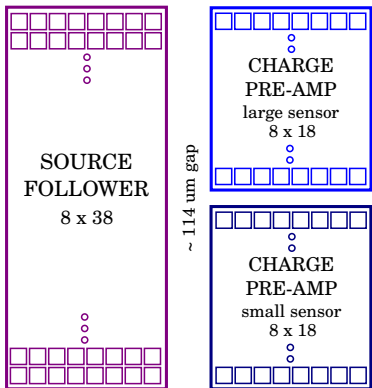 SOURCE
FOLLOWER
8 x 38
~ 114 um gap
CHARGE
PRE-AMP
large sensor
8 x 18
CHARGE
PRE-AMP
small sensor
8 x 18